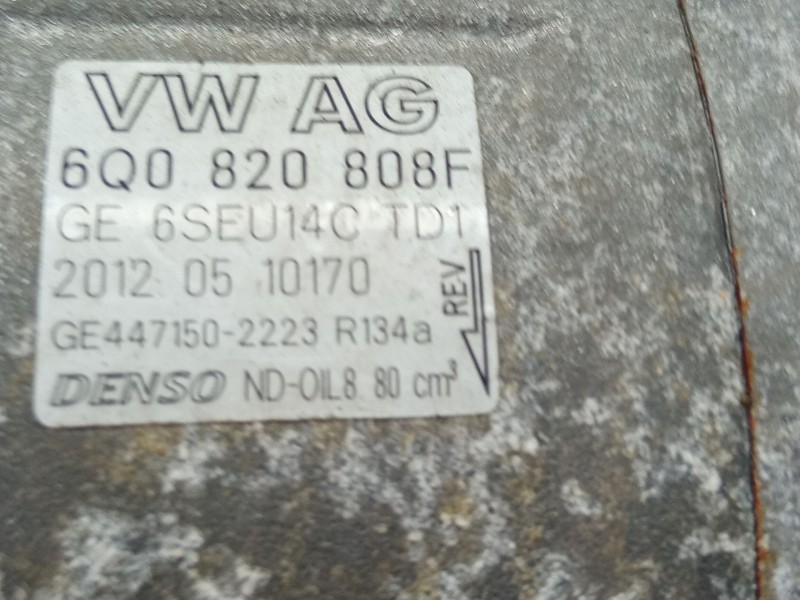 VW AG
6Q0 820 808F
GE 6SEU14C TD1
2012 05 10170
REV
GE447150-2223 R134a
DENSO ND-OIL8 80 cm³